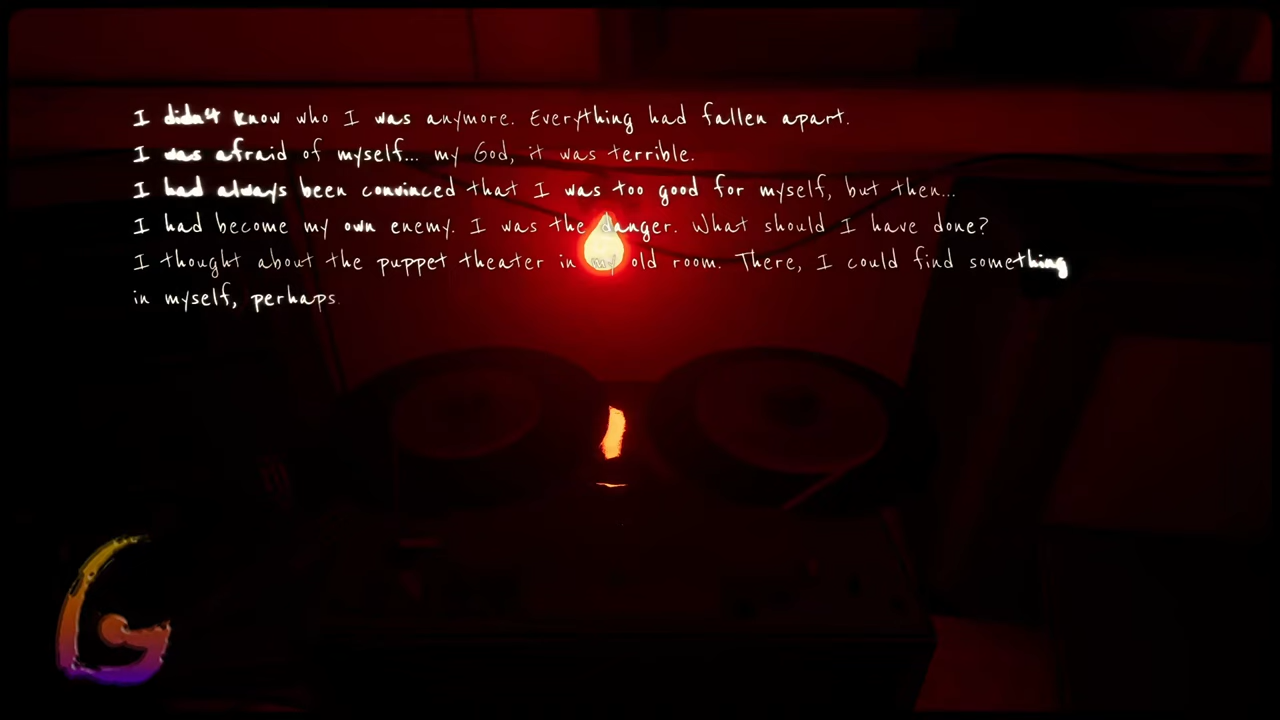 I didn't know who I was anymore. Everything had fallen apart.
I was afraid of myself... my God, it was terrible.
I had always been convinced that I was too good for myself, but then...
I had become my own enemy. I was the danger. What should I have done?
I thought about the puppet theater in my old room. There, I could find something
in myself, perhaps.
G